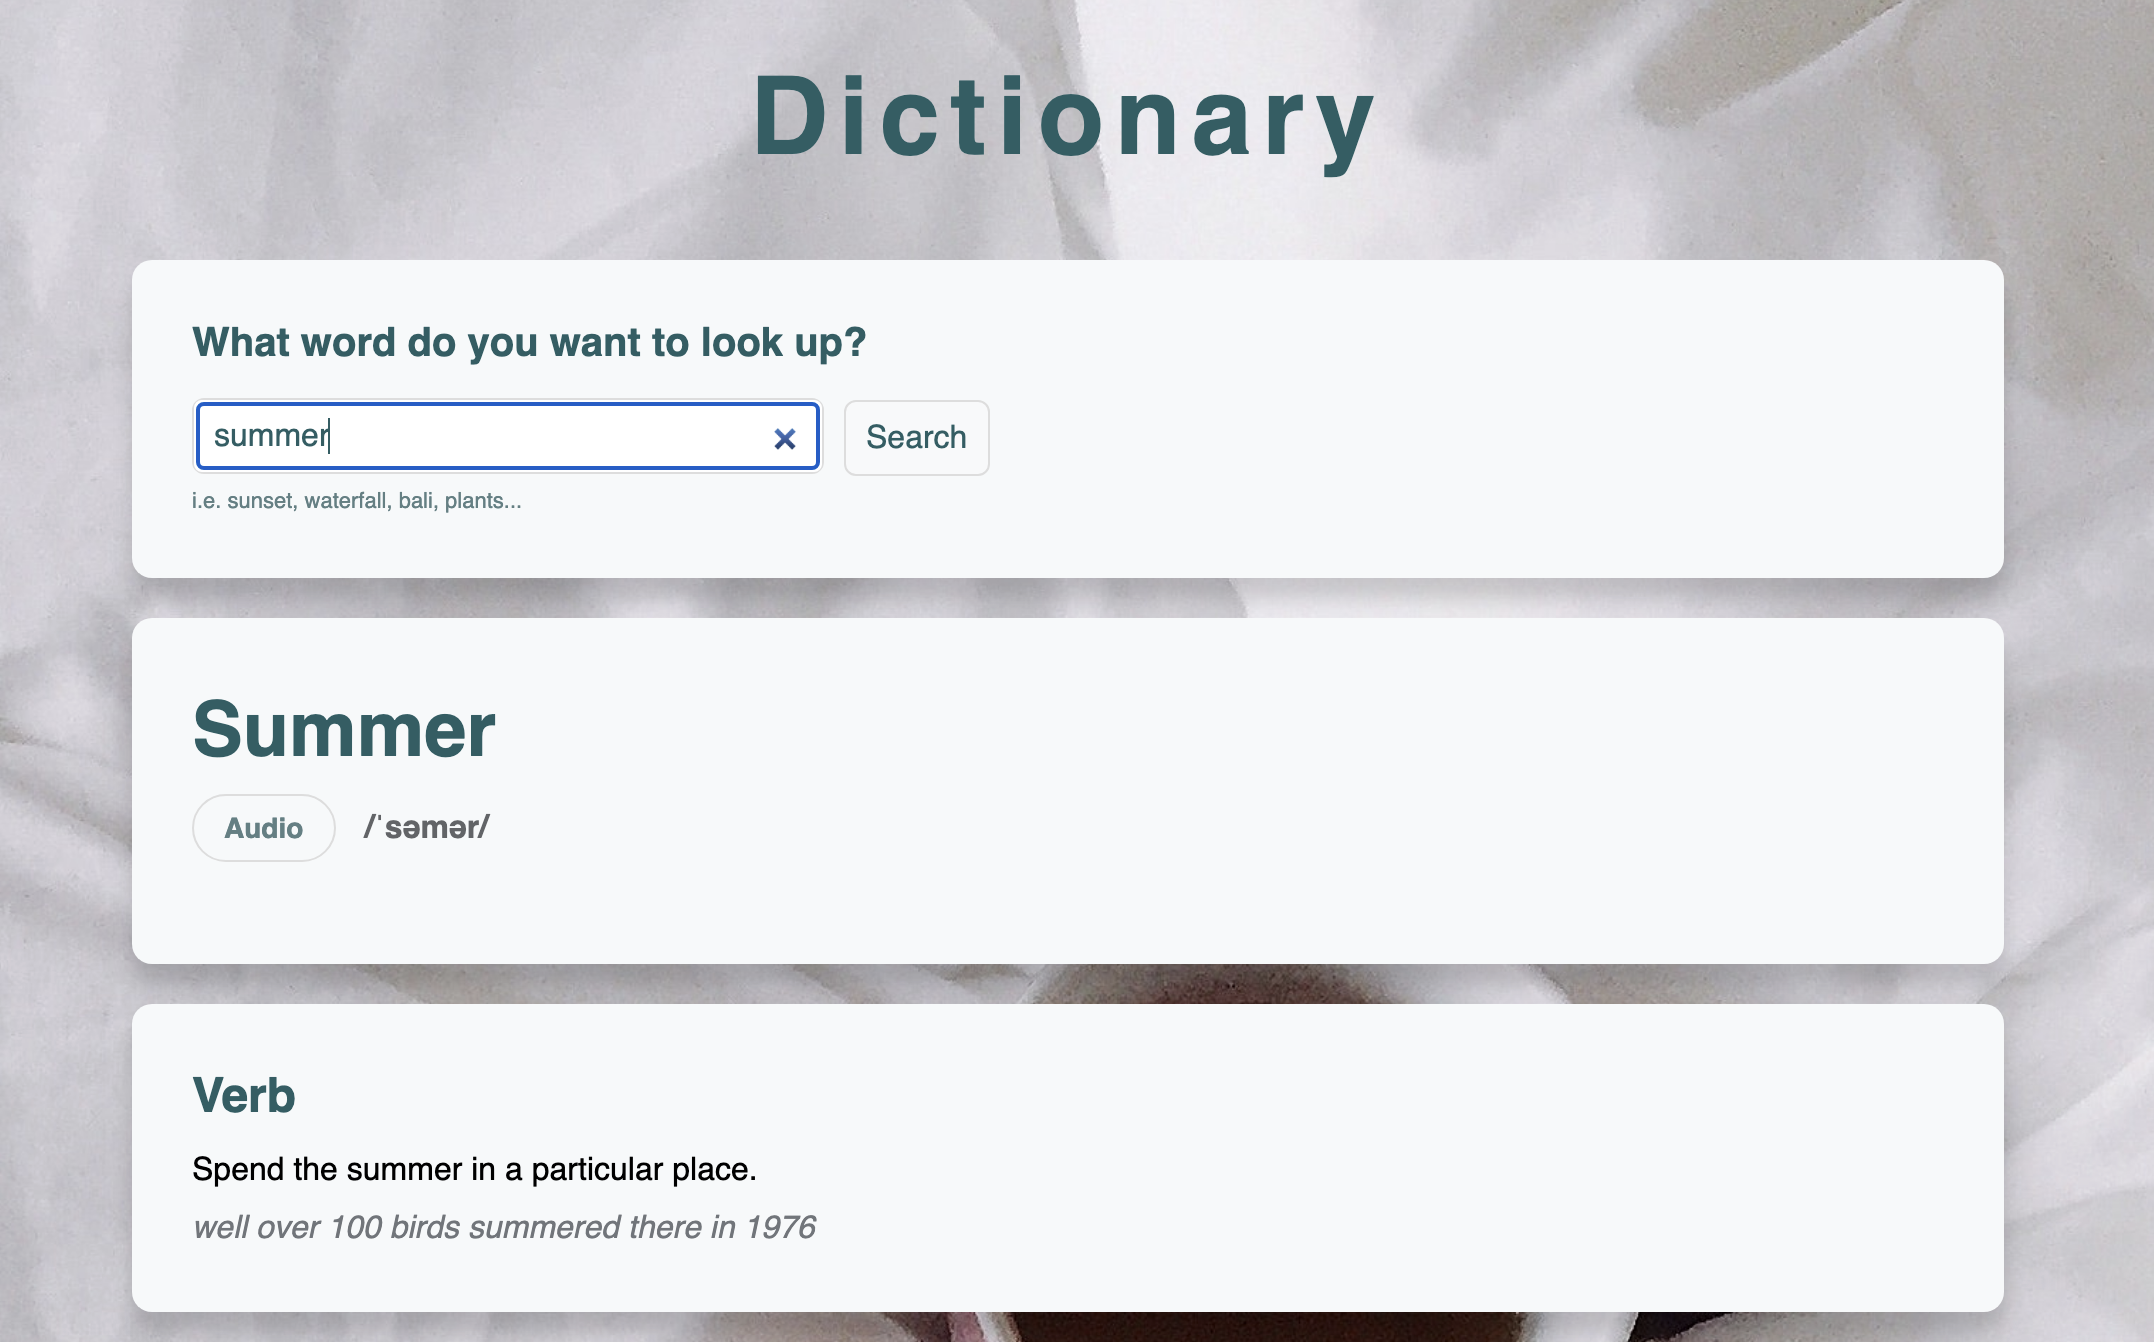 Dictionary
What word do you want to look up?
summer
Search
i.e. sunset, waterfall, bali, plants...
Summer
Audio /ˈsəmər/
Verb
Spend the summer in a particular place.
well over 100 birds summered there in 1976